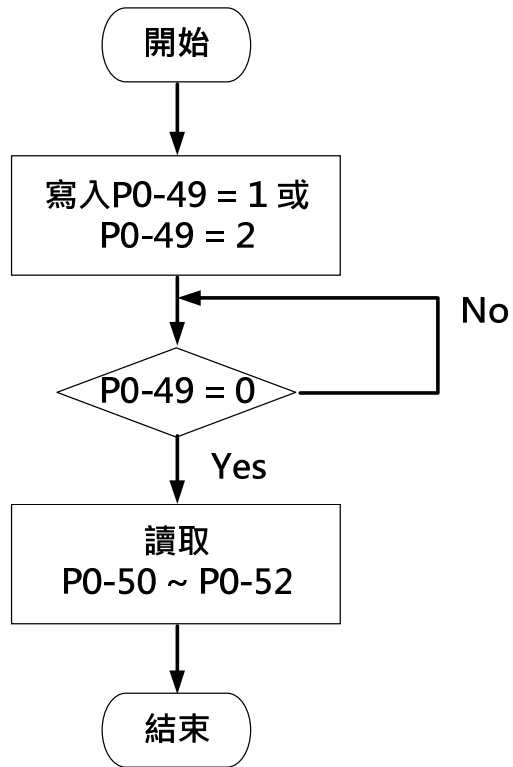 開始
寫入P0-49 = 1 或
P0-49 = 2
No
P0-49 = 0
Yes
讀取
P0-50 ~ P0-52
結束